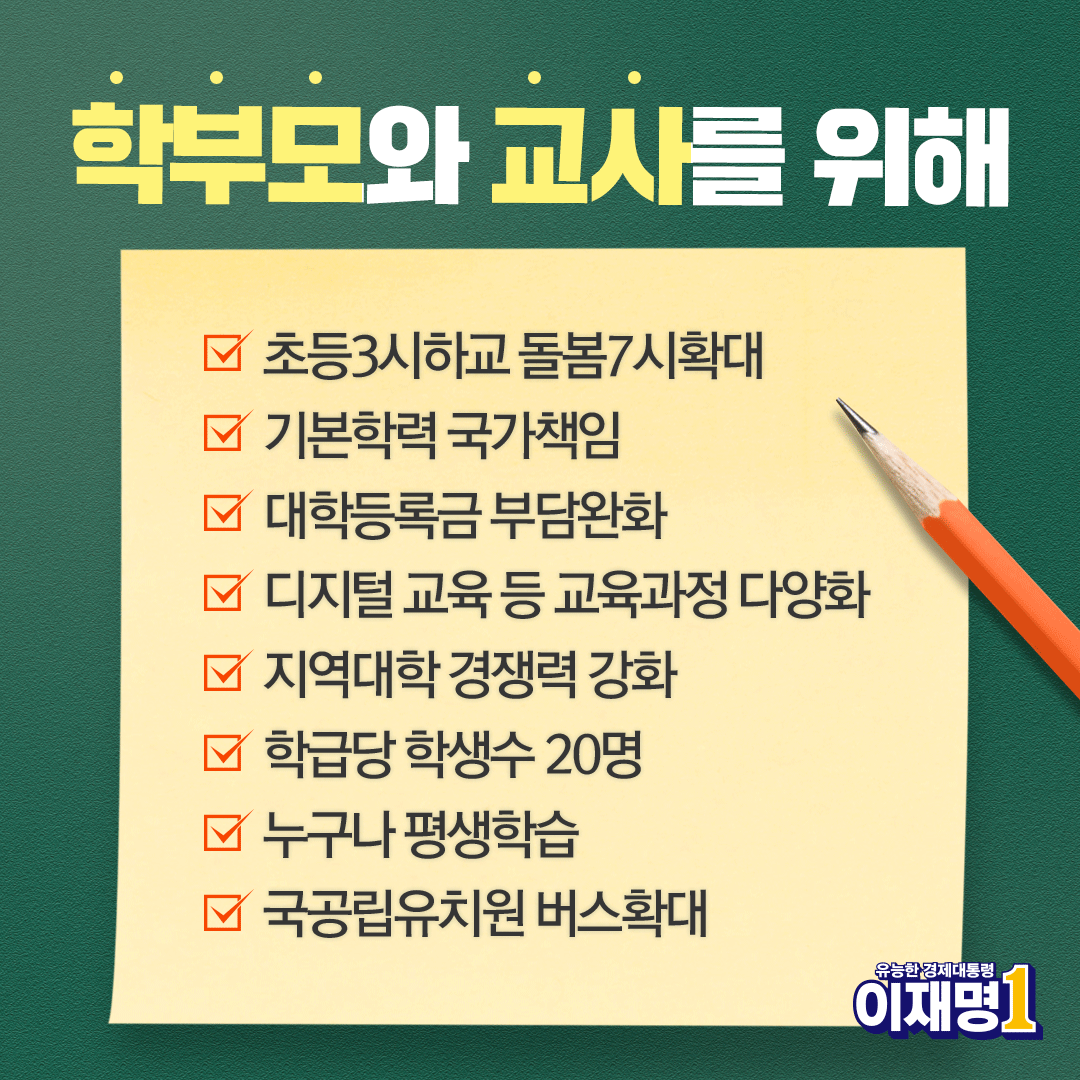 학부모와 교사를 위해
초등3시하교 돌봄7시확대
기본학력 국가책임
대학등록금 부담완화
디지털 교육 등 교육과정 다양화
지역대학 경쟁력 강화
학급당 학생수 20명
누구나 평생학습
국공립유치원 버스확대
유능한 경제대통령
이재명1